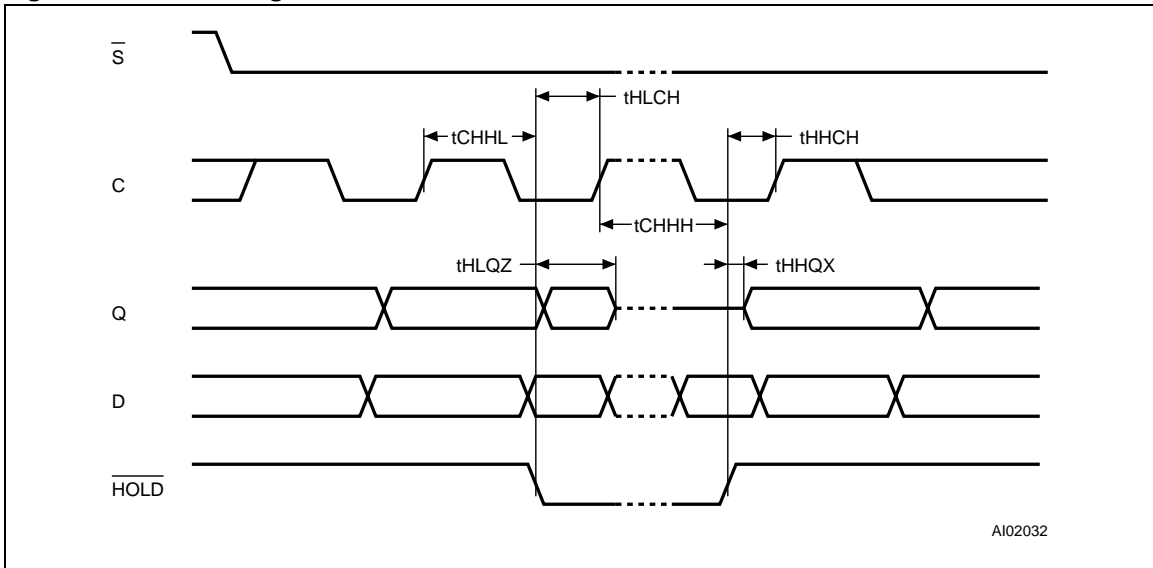 S
tHLCH
tCHHL
tHHCH
C
tCHHH
tHLQZ
tHHQX
Q
D
HOLD
AI02032